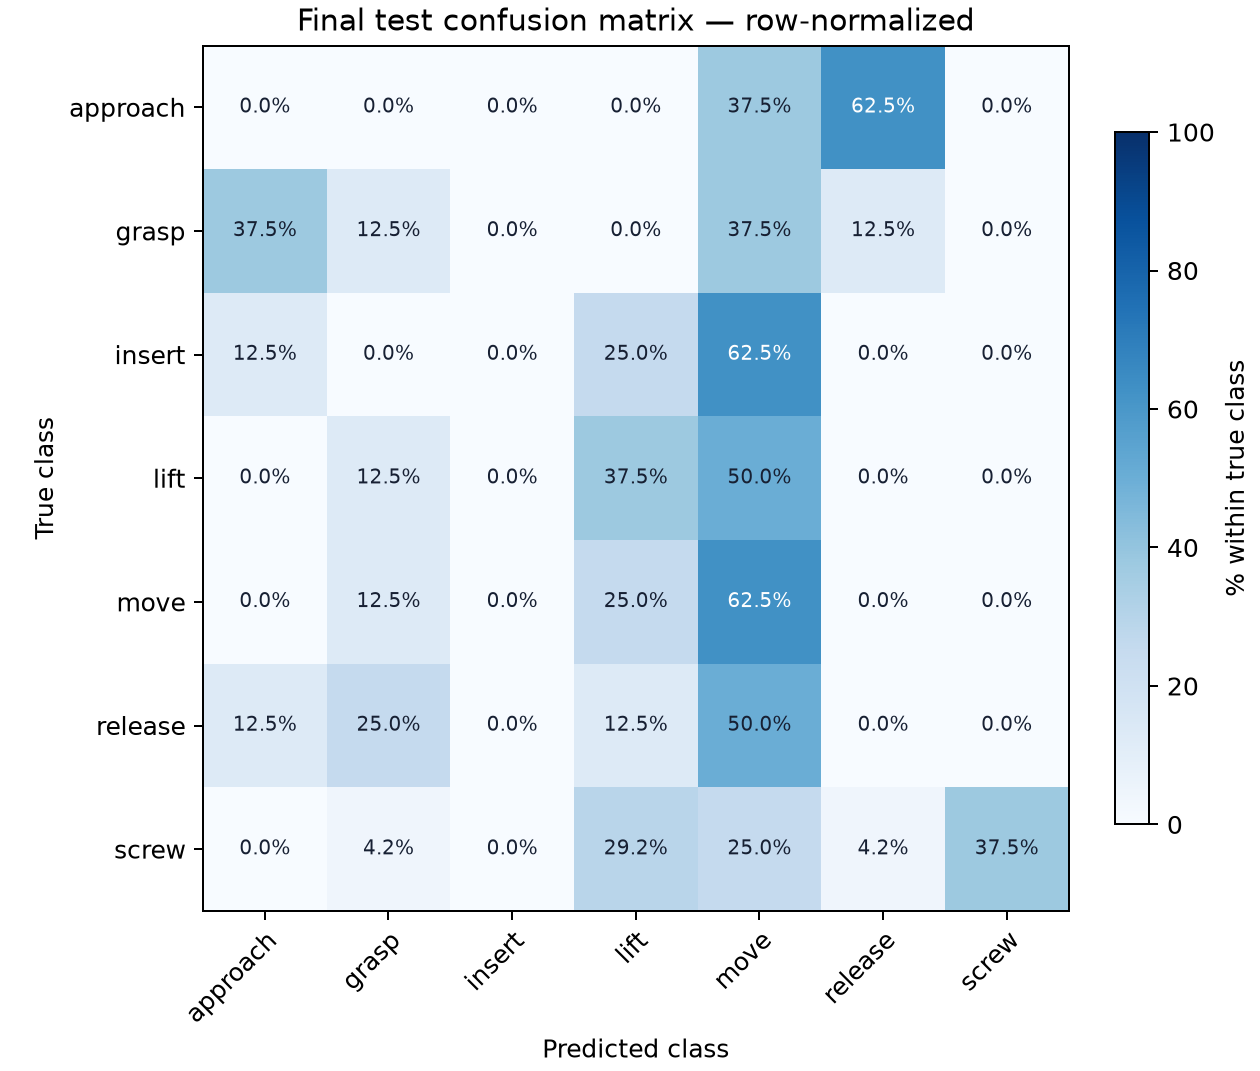 Final test confusion matrix — row-normalized
approach 0.0% 0.0% 0.0% 0.0% 37.5% 62.5% 0.0%
grasp 37.5% 12.5% 0.0% 0.0% 37.5% 12.5% 0.0%
insert 12.5% 0.0% 0.0% 25.0% 62.5% 0.0% 0.0%
lift 0.0% 12.5% 0.0% 37.5% 50.0% 0.0% 0.0%
move 0.0% 12.5% 0.0% 25.0% 62.5% 0.0% 0.0%
release 12.5% 25.0% 0.0% 12.5% 50.0% 0.0% 0.0%
screw 0.0% 4.2% 0.0% 29.2% 25.0% 4.2% 37.5%
approach grasp insert lift move release screw
Predicted class
True class
100
80
60
40
20
0
% within true class